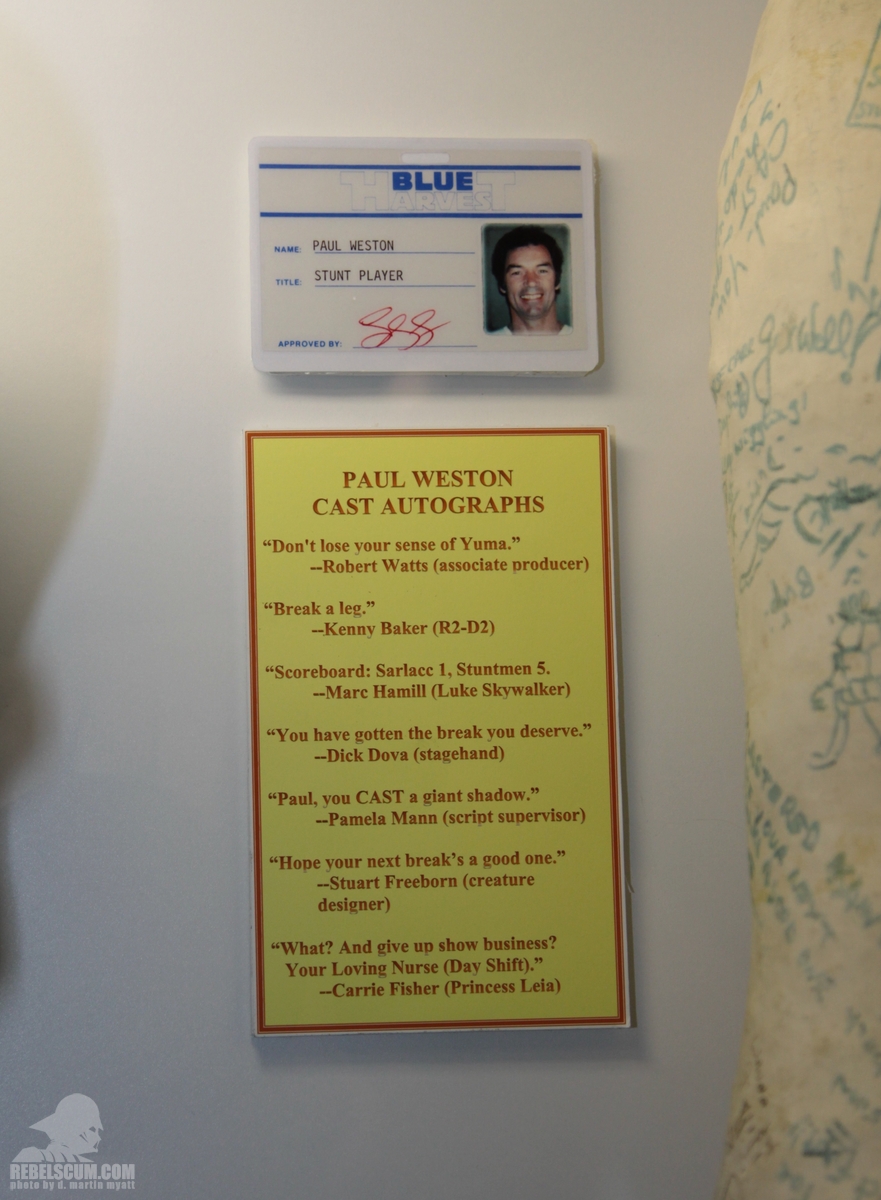 BLUE
HARVEST
NAME: PAUL WESTON
TITLE: STUNT PLAYER
APPROVED BY:
PAUL WESTON
CAST AUTOGRAPHS
“Don't lose your sense of Yuma.”
--Robert Watts (associate producer)
“Break a leg.”
--Kenny Baker (R2-D2)
“Scoreboard: Sarlacc 1, Stuntmen 5.
--Marc Hamill (Luke Skywalker)
“You have gotten the break you deserve.”
--Dick Dova (stagehand)
“Paul, you CAST a giant shadow.”
--Pamela Mann (script supervisor)
“Hope your next break’s a good one.”
--Stuart Freeborn (creature
designer)
“What? And give up show business?
Your Loving Nurse (Day Shift).”
--Carrie Fisher (Princess Leia)
REBELSCUM.COM
photo by d. martin myatt